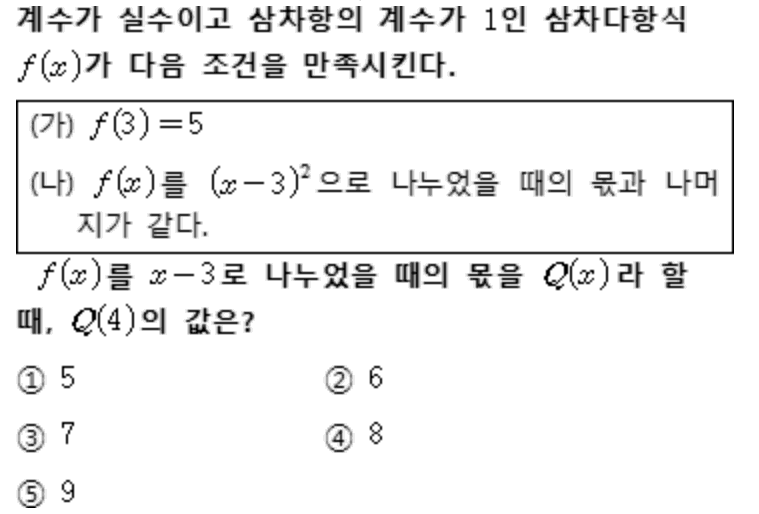 계수가 실수이고 삼차항의 계수가 1인 삼차다항식
f(x)가 다음 조건을 만족시킨다.
(가) f(3)=5
(나) f(x)를 (x-3)²으로 나누었을 때의 몫과 나머
지가 같다.
f(x)를 x-3로 나누었을 때의 몫을 Q(x)라 할
때, Q(4)의 값은?
① 5 ② 6
③ 7 ④ 8
⑤ 9